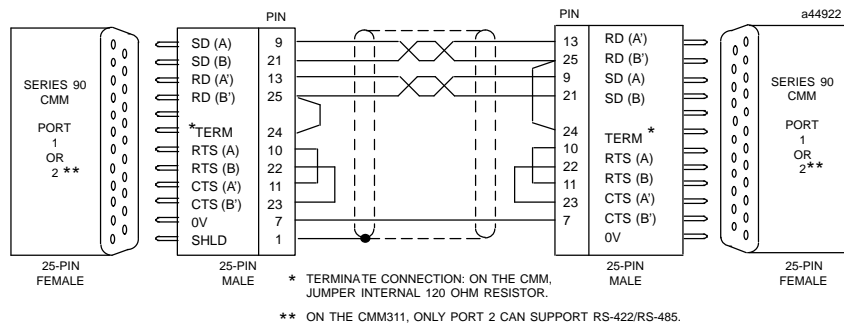 PIN
PIN
a44922
SERIES 90
CMM
PORT
1
OR
2 **
SD (A) 9
SD (B) 21
RD (A') 13
RD (B') 25
*TERM 24
RTS (A) 10
RTS (B) 22
CTS (A') 11
CTS (B') 23
0V 7
SHLD 1
13 RD (A')
25 RD (B')
9 SD (A)
21 SD (B)
24 TERM *
10 RTS (A)
22 RTS (B)
11 CTS (A')
23 CTS (B')
7 0V
SERIES 90
CMM
PORT
1
OR
2 **
25-PIN
FEMALE
25-PIN
MALE
25-PIN
MALE
25-PIN
FEMALE
* TERMINATE CONNECTION: ON THE CMM,
JUMPER INTERNAL 120 OHM RESISTOR.
** ON THE CMM311, ONLY PORT 2 CAN SUPPORT RS-422/RS-485.